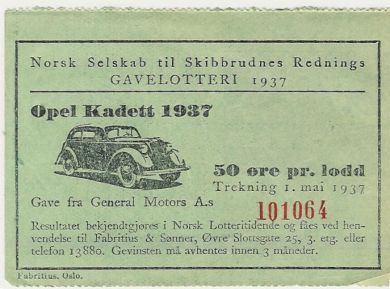 Norsk Selskab til Skibbrudnes Rednings
GAVELOTTERI 1937
Opel Kadett 1937
50 øre pr. lodd
Trekning 1. mai 1937
Gave fra General Motors A.s
101064
Resultatet bekjendtgjøres i Norsk Lotteritidende og fåes ved hen-
vendelse til Fabritius & Sønner, Øvre Slottsgate 25, 3. etg. eller
telefon 13880. Gevinsten må avhentes innen 3 måneder.
Fabritius, Oslo.